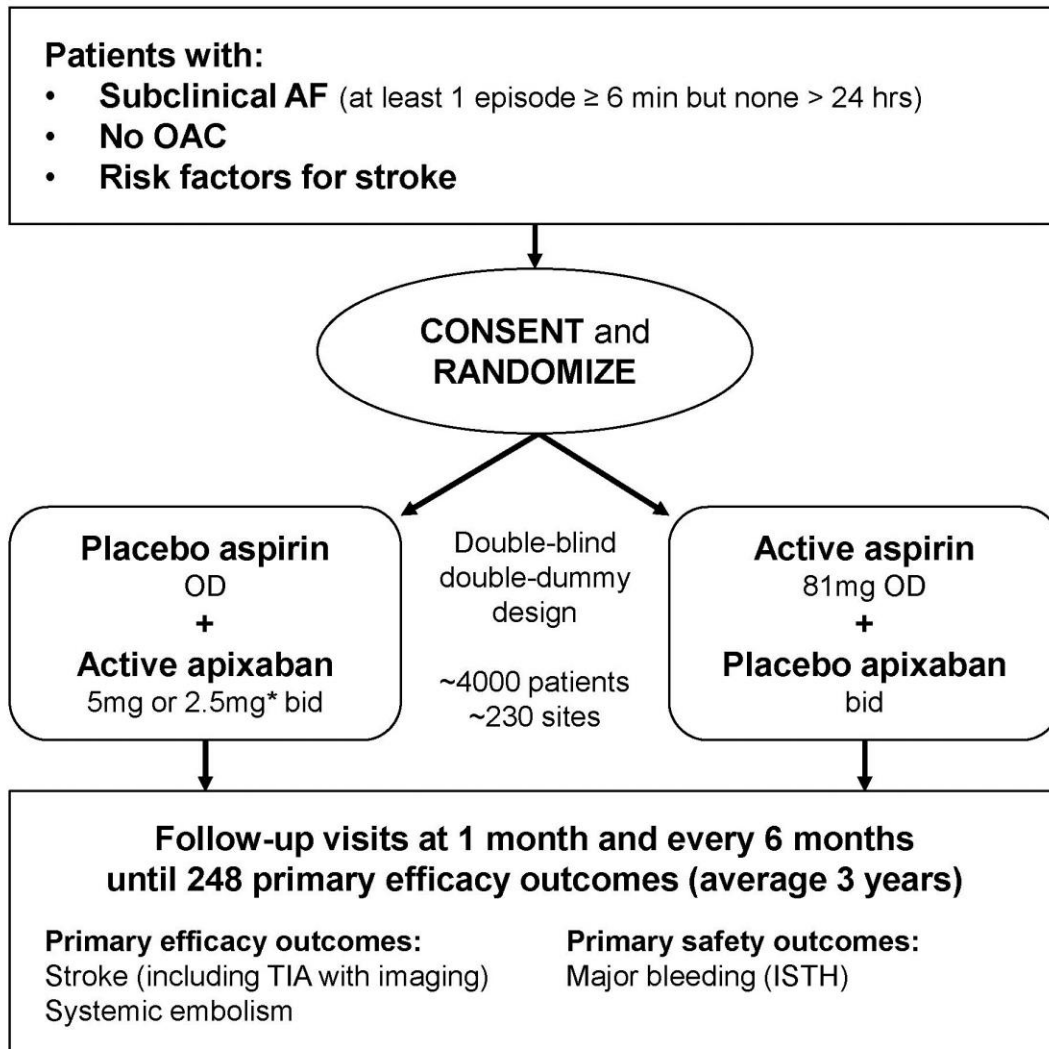 Patients with:
• Subclinical AF (at least 1 episode ≥ 6 min but none > 24 hrs)
• No OAC
• Risk factors for stroke
CONSENT and
RANDOMIZE
Placebo aspirin
OD
+
Active apixaban
5mg or 2.5mg* bid
Double-blind
double-dummy
design
~4000 patients
~230 sites
Active aspirin
81mg OD
+
Placebo apixaban
bid
Follow-up visits at 1 month and every 6 months
until 248 primary efficacy outcomes (average 3 years)
Primary efficacy outcomes:
Stroke (including TIA with imaging)
Systemic embolism
Primary safety outcomes:
Major bleeding (ISTH)